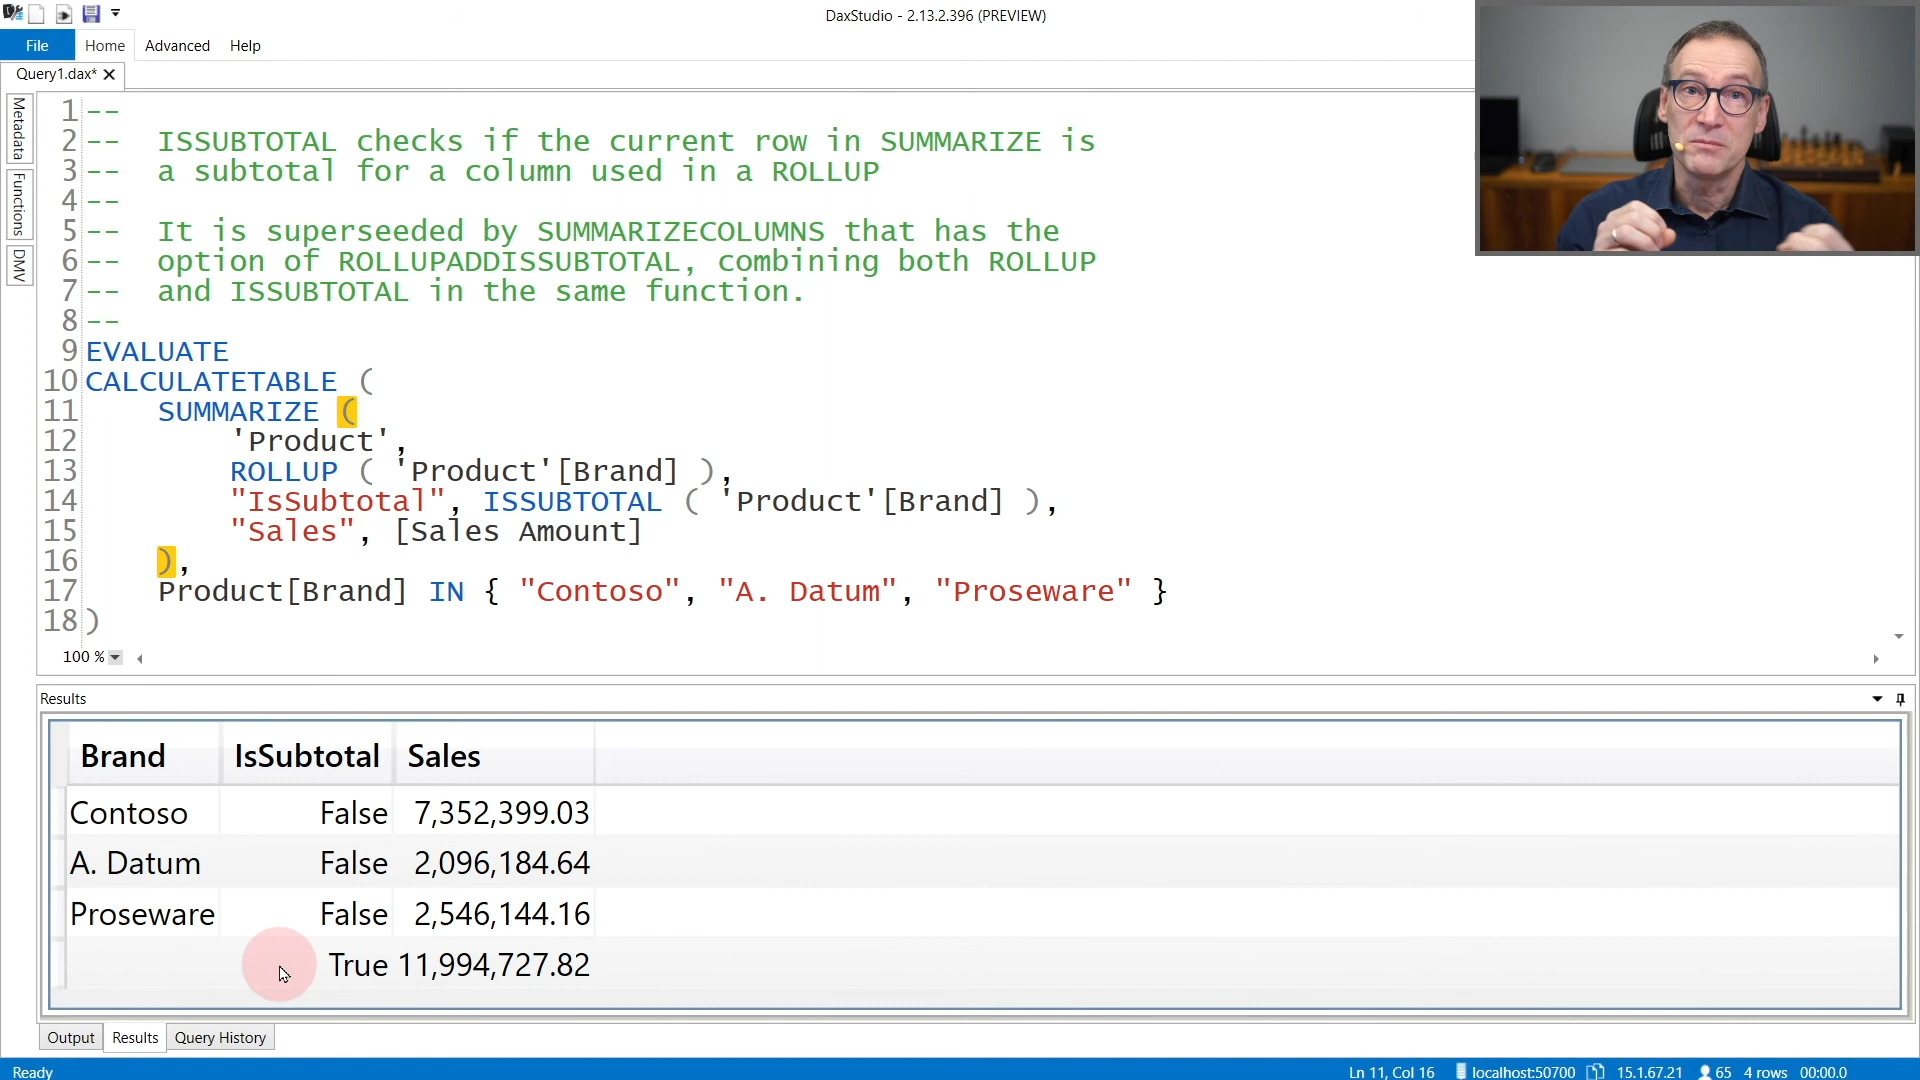 DaxStudio - 2.13.2.396 (PREVIEW)
File Home Advanced Help
Query1.dax*
Metadata
Functions
DMV
1 --
2 -- ISSUBTOTAL checks if the current row in SUMMARIZE is
3 -- a subtotal for a column used in a ROLLUP
4 --
5 -- It is superseeded by SUMMARIZECOLUMNS that has the
6 -- option of ROLLUPADDISSUBTOTAL, combining both ROLLUP
7 -- and ISSUBTOTAL in the same function.
8 --
9 EVALUATE
10 CALCULATETABLE (
11 SUMMARIZE (
12 'Product',
13 ROLLUP ( 'Product'[Brand] ),
14 "IsSubtotal", ISSUBTOTAL ( 'Product'[Brand] ),
15 "Sales", [Sales Amount]
16 ),
17 Product[Brand] IN { "Contoso", "A. Datum", "Proseware" }
18 )
100 %
Results
Brand IsSubtotal Sales
Contoso False 7,352,399.03
A. Datum False 2,096,184.64
Proseware False 2,546,144.16
True 11,994,727.82
Output Results Query History
Ready Ln 11, Col 16 localhost:50700 15.1.67.21 65 4 rows 00:00.0